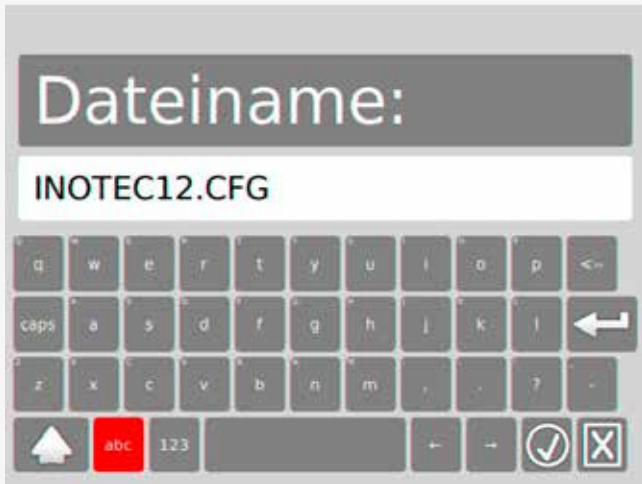 Dateiname:
INOTEC12.CFG
q w e r t y u i o p <--
caps a s d f g h j k l
z x c v b n m , . ? -
abc 123 ← →